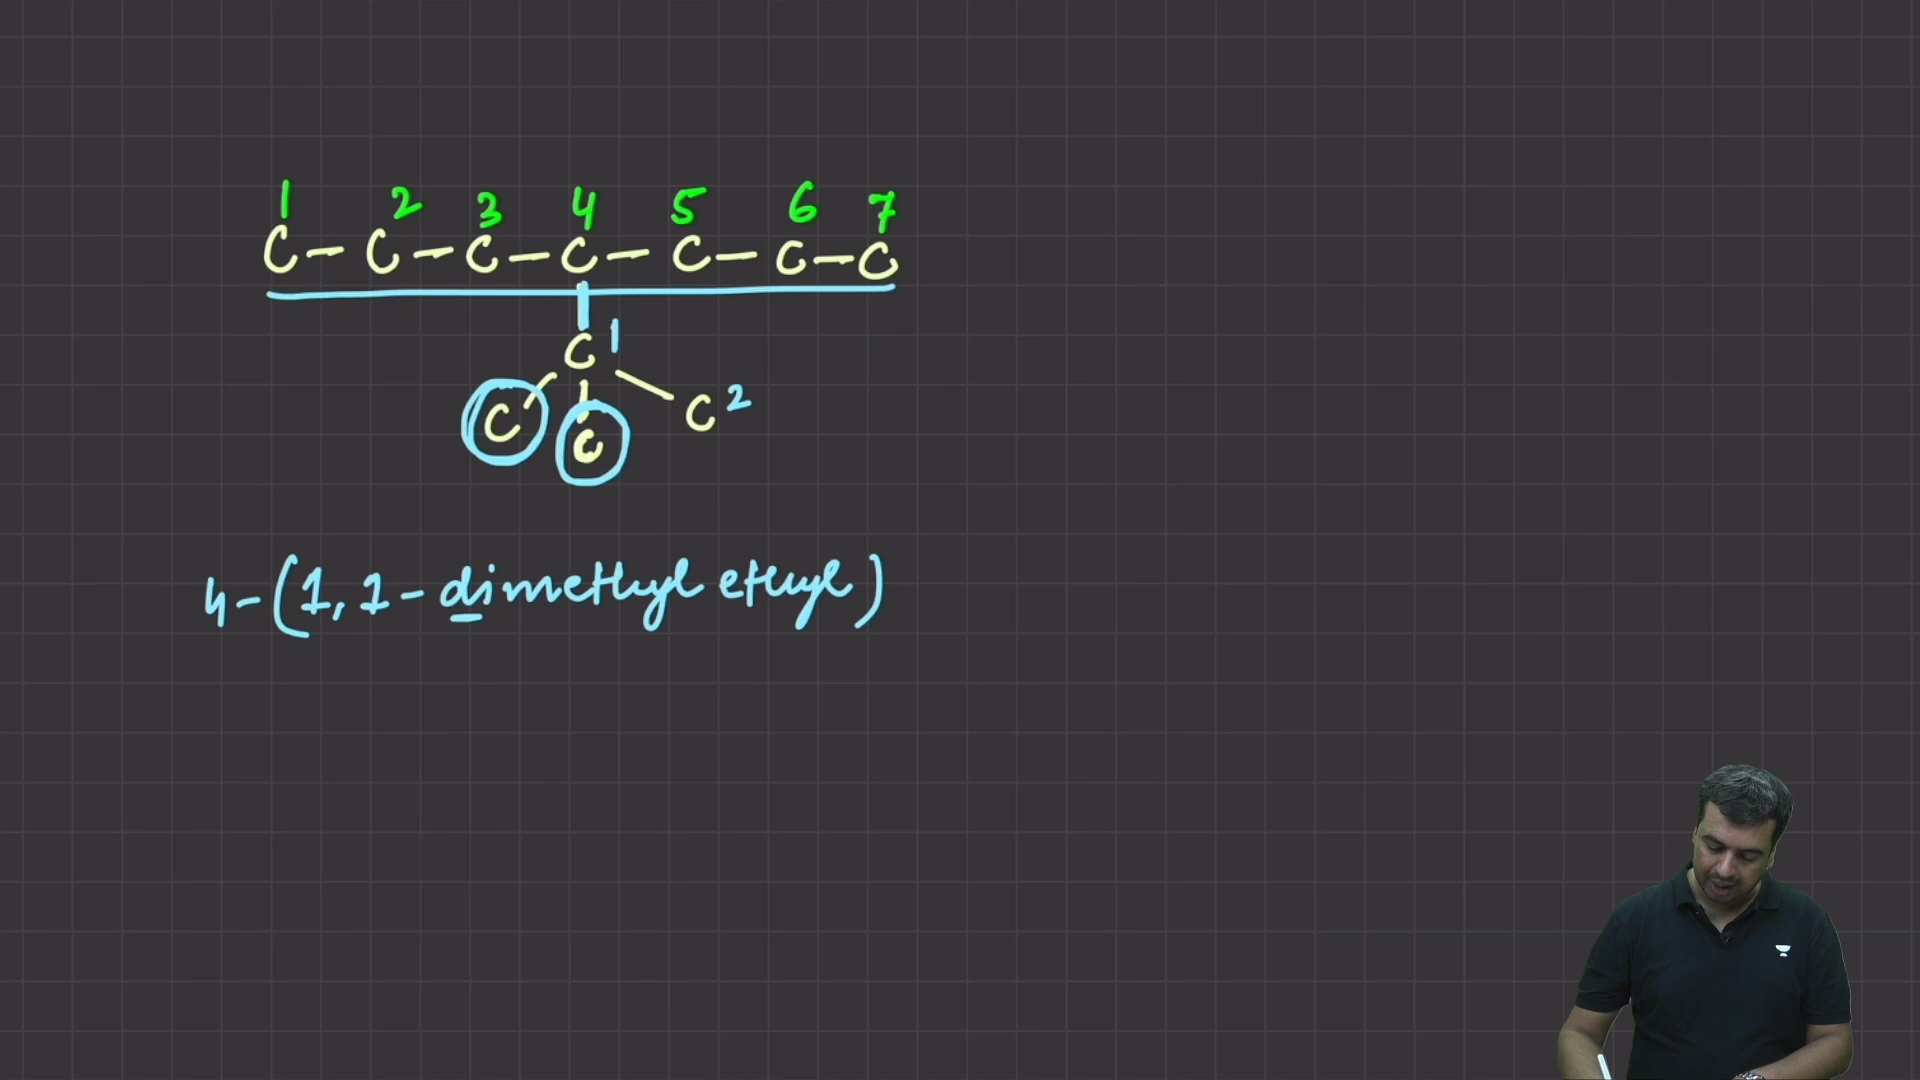 1 2 3 4 5 6 7
C – C – C – C – C – C – C
C 1
C C C 2
4-(1, 1-dimethyl ethyl)